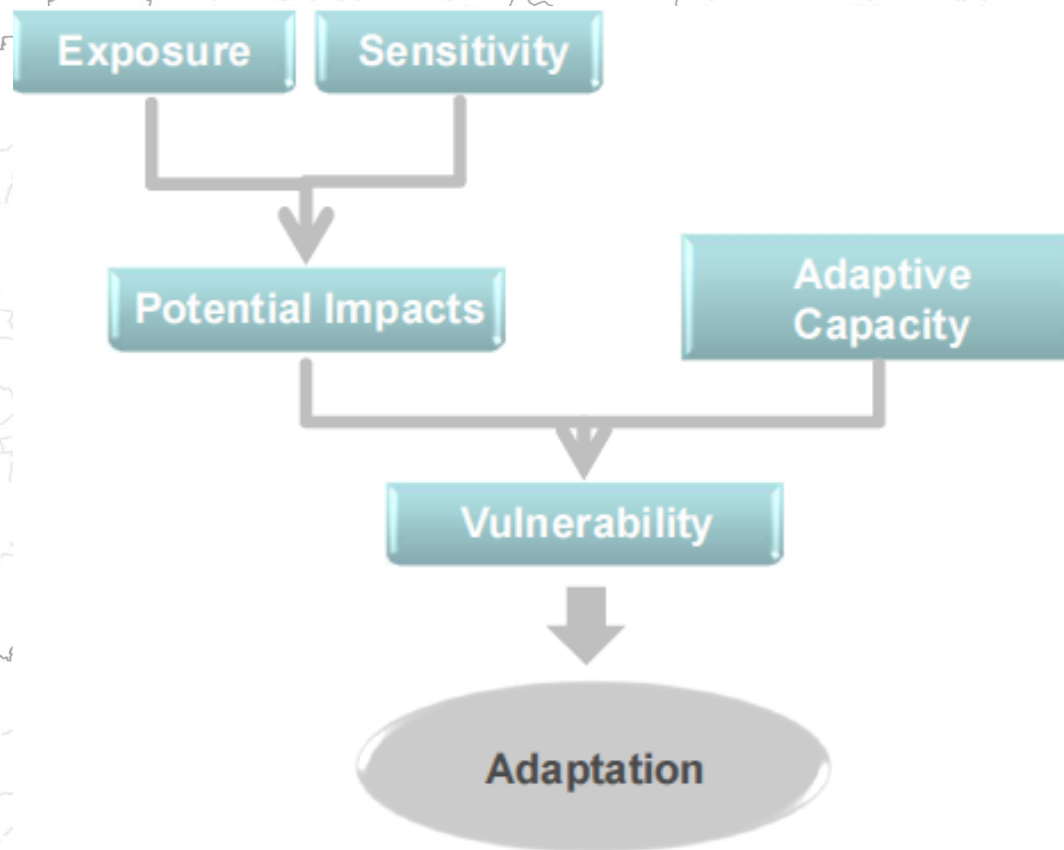 Exposure
Sensitivity
Potential Impacts
Adaptive
Capacity
Vulnerability
Adaptation